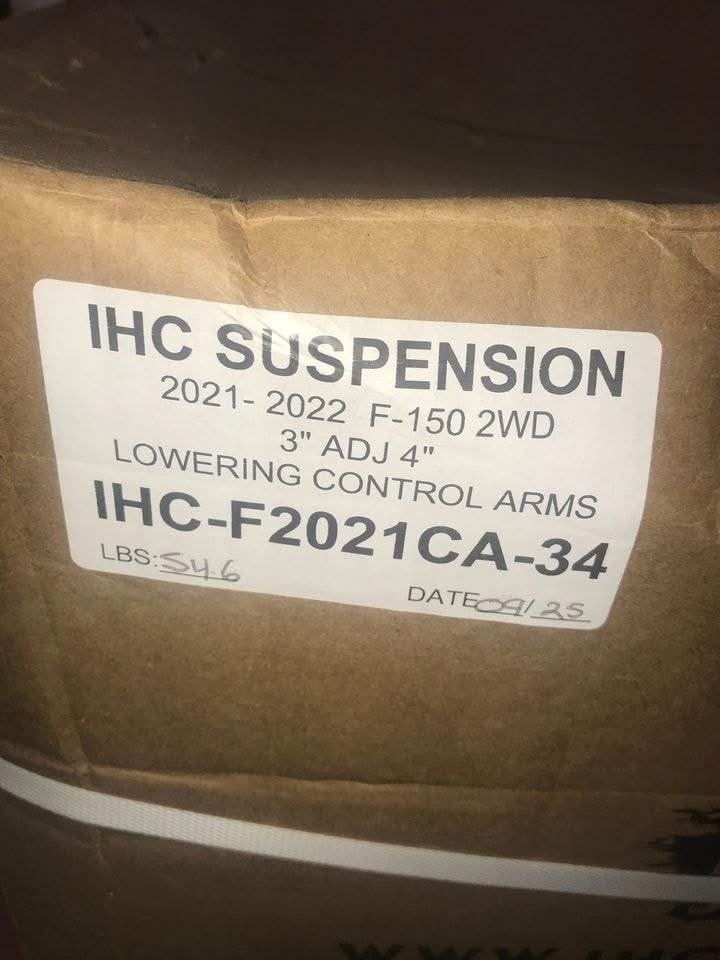 IHC SUSPENSION
2021- 2022 F-150 2WD
3" ADJ 4"
LOWERING CONTROL ARMS
IHC-F2021CA-34
LBS: 54.6
DATE 09/25